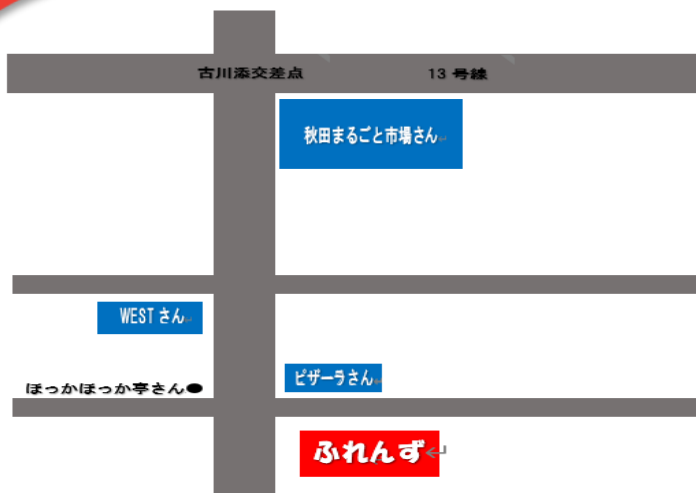 古川添交差点
13 号線
秋田まるごと市場さん
WEST さん
ピザーラさん
ほっかほっか亭さん●
ふれんず